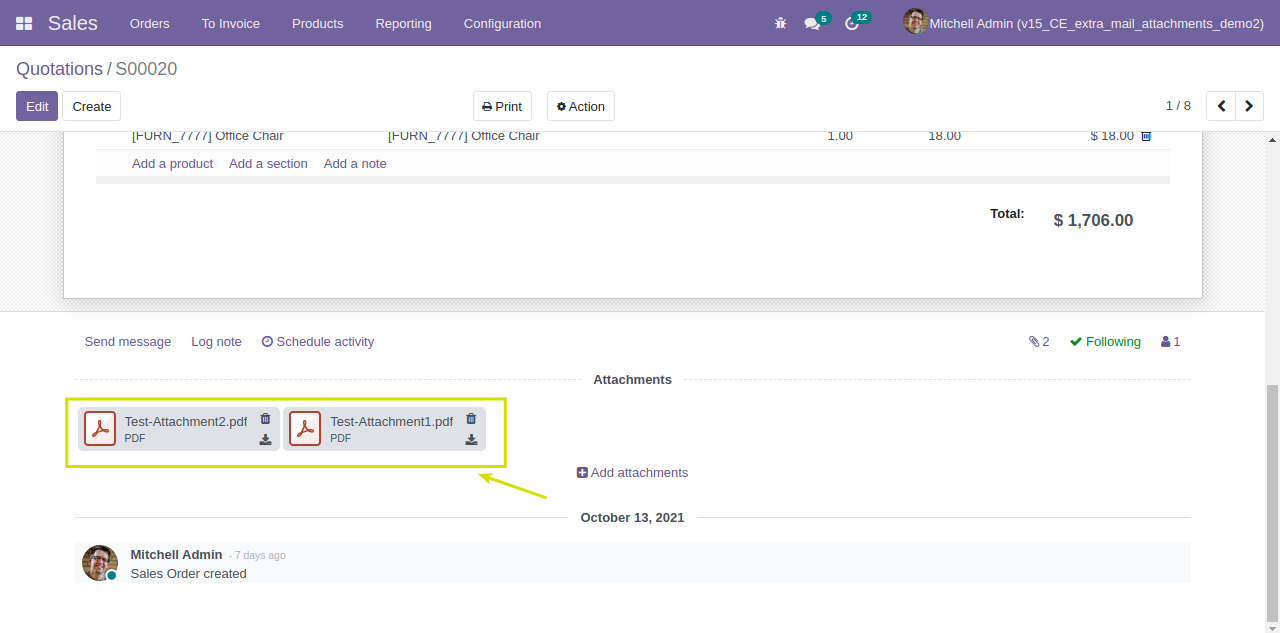 Sales Orders To Invoice Products Reporting Configuration 5 12 Mitchell Admin (v15_CE_extra_mail_attachments_demo2)
Quotations / S00020
Edit Create Print Action 1 / 8
[FURN_7777] Office Chair [FURN_7777] Office Chair 1.00 18.00 $ 18.00
Add a product Add a section Add a note
Total: $ 1,706.00
Send message Log note Schedule activity 2 Following 1
Attachments
Test-Attachment2.pdf Test-Attachment1.pdf
PDF PDF
Add attachments
October 13, 2021
Mitchell Admin - 7 days ago
Sales Order created